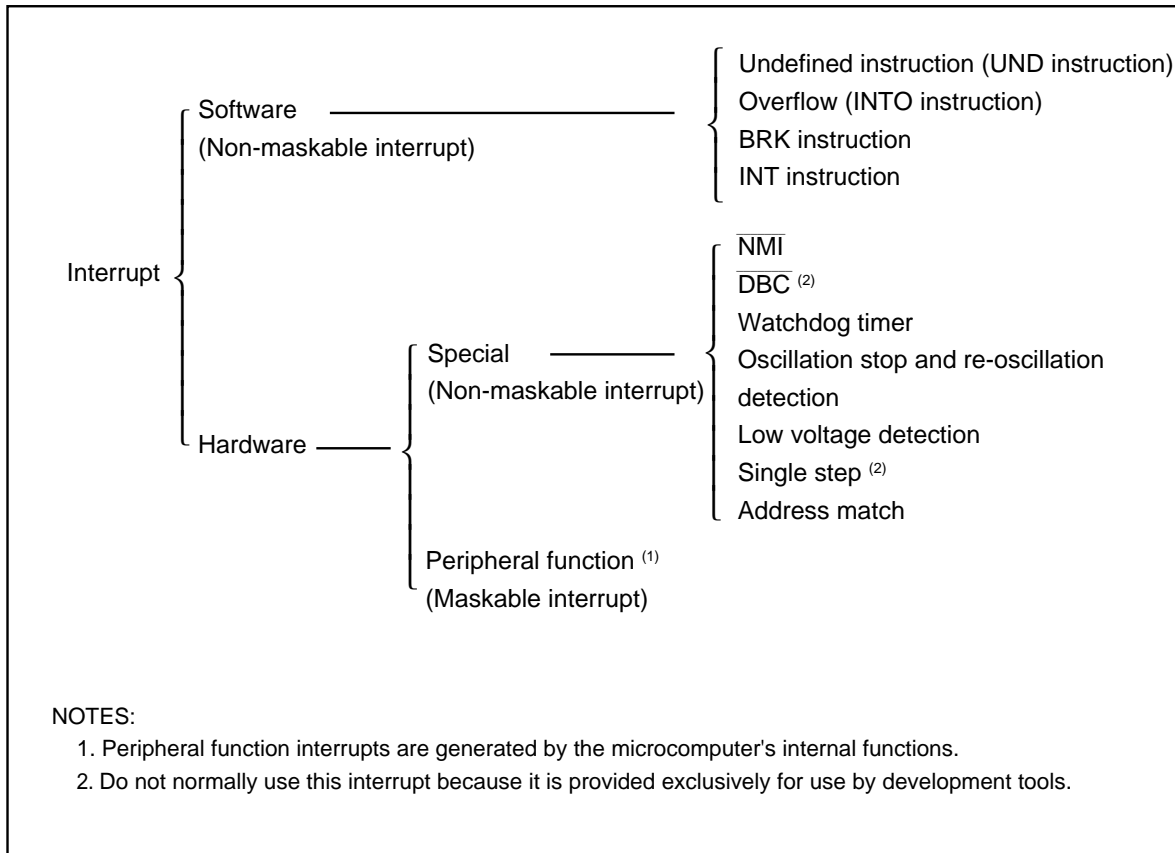 Undefined instruction (UND instruction)
Software
Overflow (INTO instruction)
(Non-maskable interrupt)
BRK instruction
INT instruction
Interrupt
NMI
DBC (2)
Watchdog timer
Special
Oscillation stop and re-oscillation
(Non-maskable interrupt)
detection
Hardware
Low voltage detection
Single step (2)
Address match
Peripheral function (1)
(Maskable interrupt)
NOTES:
1. Peripheral function interrupts are generated by the microcomputer's internal functions.
2. Do not normally use this interrupt because it is provided exclusively for use by development tools.